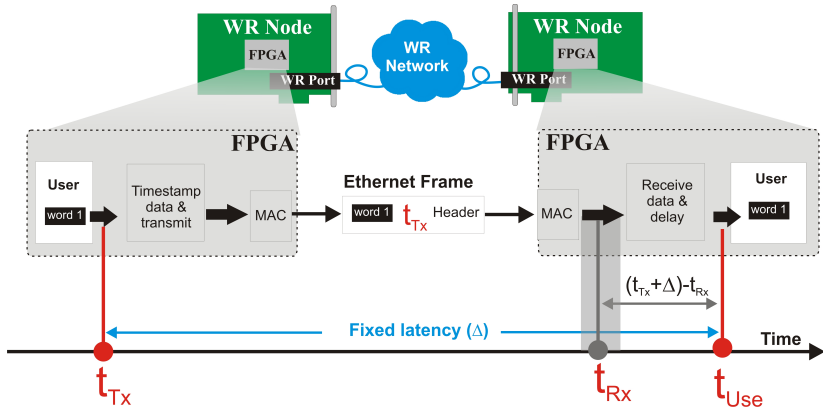 WR Node
FPGA
WR Port
WR
Network
WR Node
FPGA
WR Port
FPGA
User
word 1
Timestamp
data &
transmit
MAC
Ethernet Frame
word 1 tTx Header
FPGA
MAC
Receive
data &
delay
User
word 1
(tTx+Δ)-tRx
Fixed latency (Δ)
Time
tTx
tRx
tUse